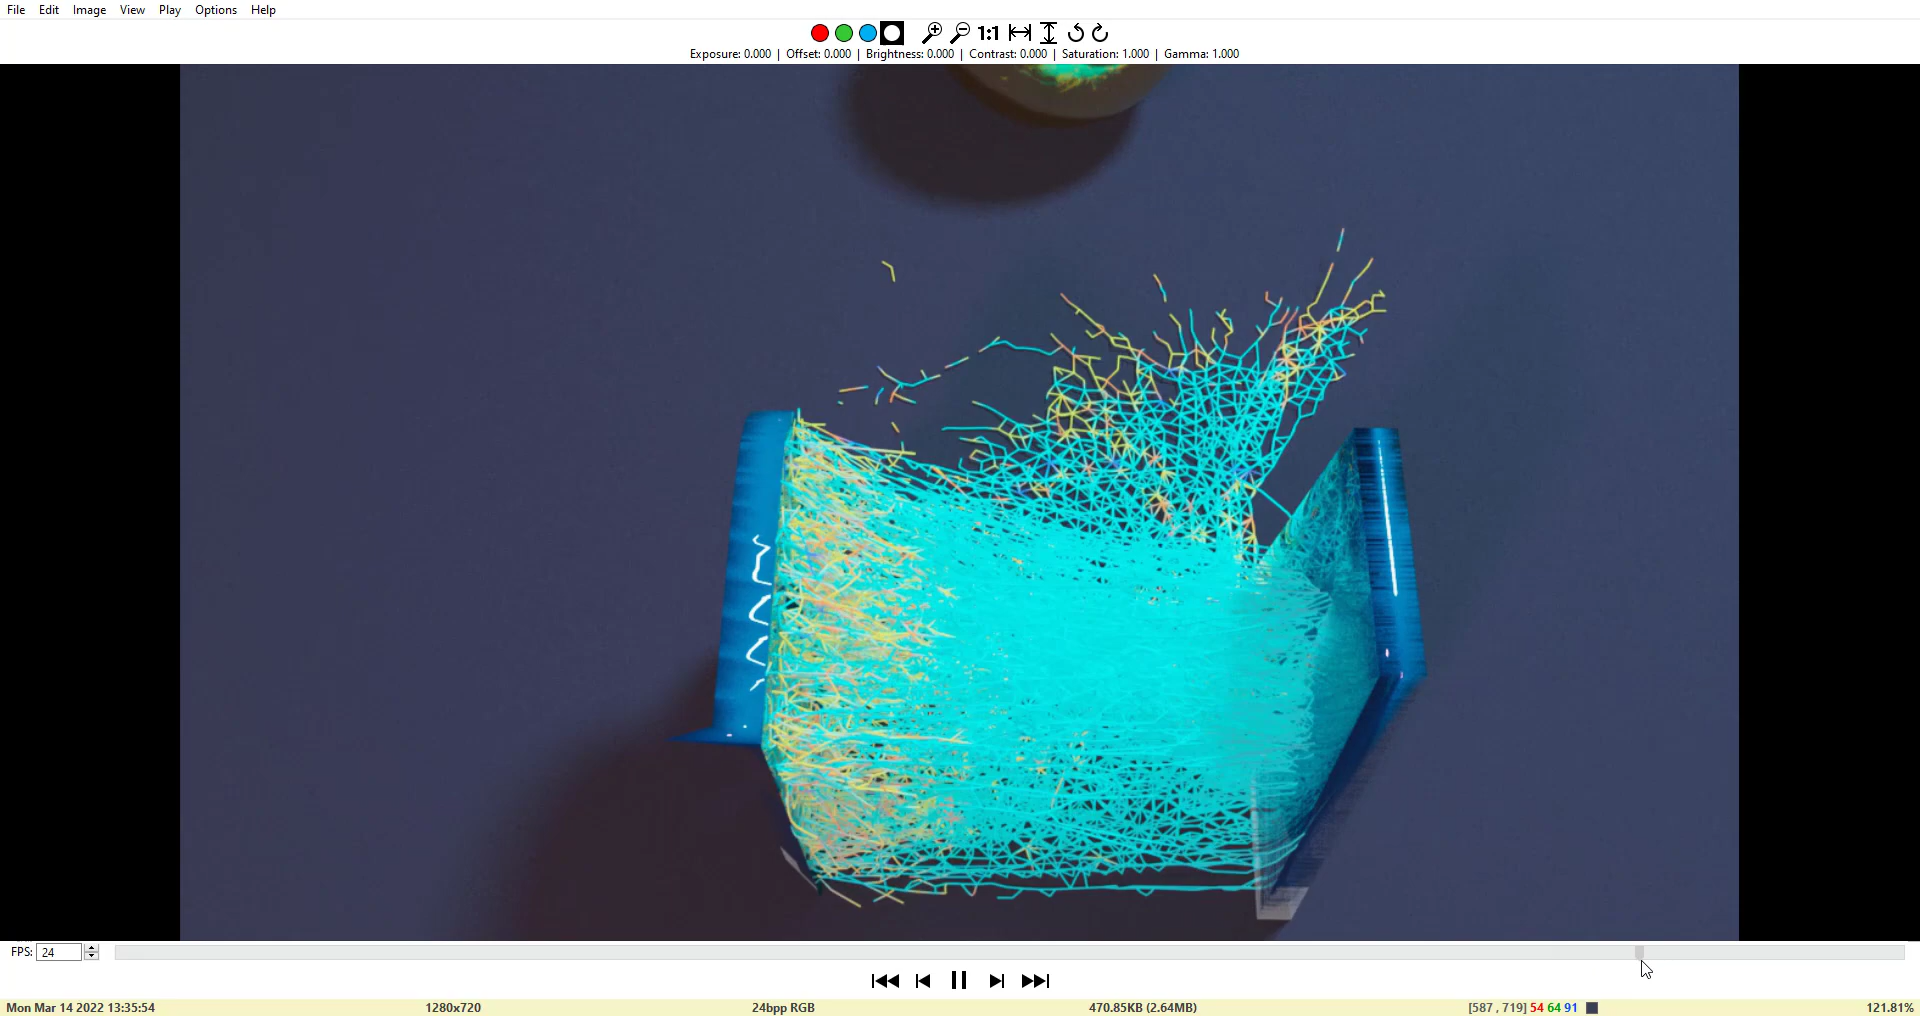 File Edit Image View Play Options Help
1:1
Exposure: 0.000 | Offset: 0.000 | Brightness: 0.000 | Contrast: 0.000 | Saturation: 1.000 | Gamma: 1.000
FPS: 24
Mon Mar 14 2022 13:35:54 1280x720 24bpp RGB 470.85KB (2.64MB) [587 , 719] 54 64 91 121.81%